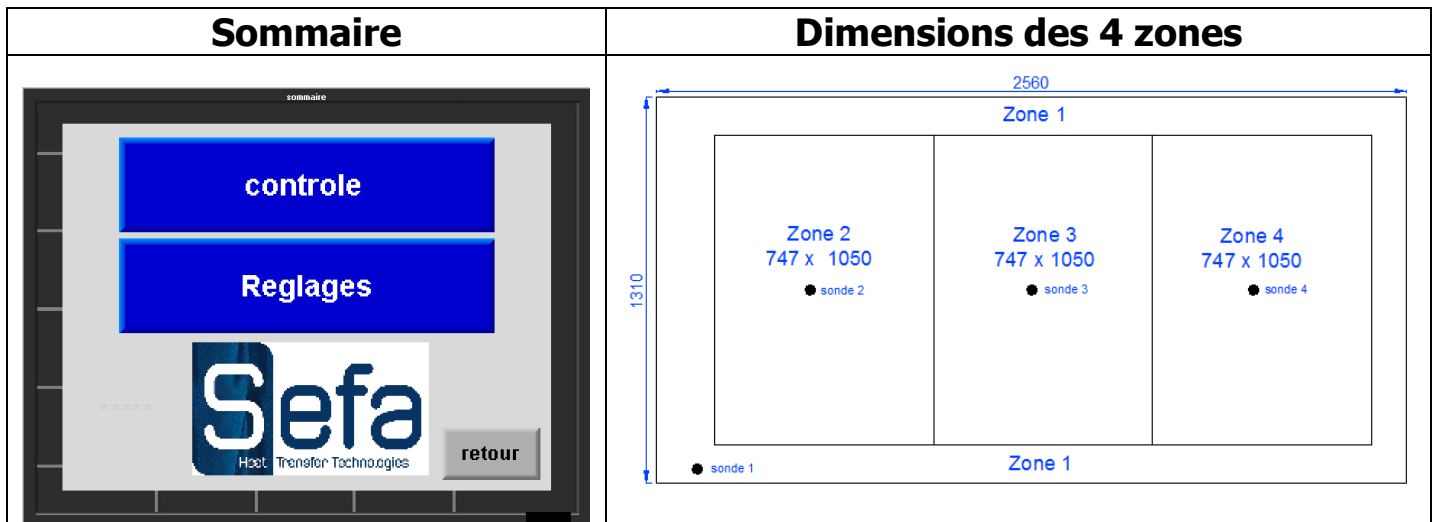 Sommaire
Dimensions des 4 zones
sommaire
controle
Reglages
*****
Sefa
Heat Transfer Technologies
retour
2560
Zone 1
1310
Zone 2
747 x 1050
sonde 2
Zone 3
747 x 1050
sonde 3
Zone 4
747 x 1050
sonde 4
sonde 1
Zone 1